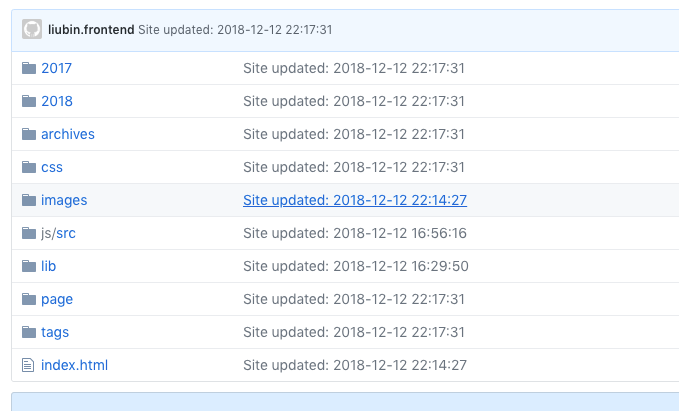 liubin.frontend Site updated: 2018-12-12 22:17:31
2017 Site updated: 2018-12-12 22:17:31
2018 Site updated: 2018-12-12 22:17:31
archives Site updated: 2018-12-12 22:17:31
css Site updated: 2018-12-12 22:17:31
images Site updated: 2018-12-12 22:14:27
js/src Site updated: 2018-12-12 16:56:16
lib Site updated: 2018-12-12 16:29:50
page Site updated: 2018-12-12 22:17:31
tags Site updated: 2018-12-12 22:17:31
index.html Site updated: 2018-12-12 22:14:27